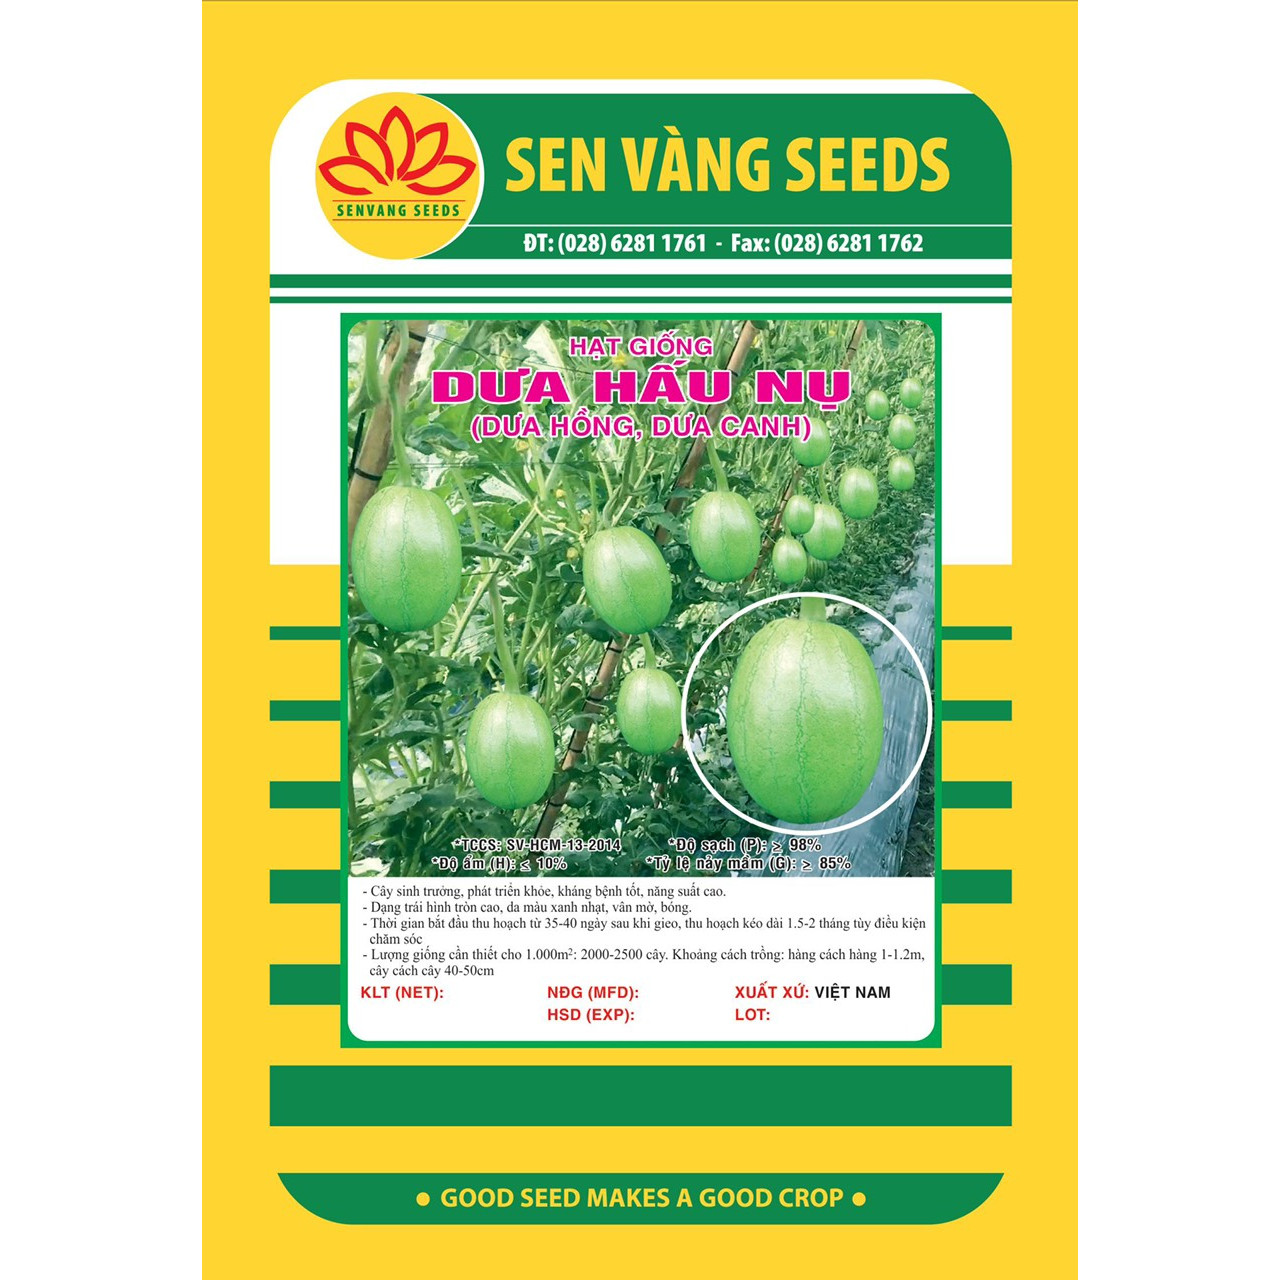 SENVANG SEEDS
SEN VÀNG SEEDS
ĐT: (028) 6281 1761 - Fax: (028) 6281 1762
HẠT GIỐNG
DƯA HẤU NỤ
(DƯA HỒNG, DƯA CANH)
*TCCS: SV-HCM-13-2014 *Độ sạch (P): ≥ 98%
*Độ ẩm (H): ≤ 10% *Tỷ lệ nảy mầm (G): ≥ 85%
- Cây sinh trưởng, phát triển khỏe, kháng bệnh tốt, năng suất cao.
- Dạng trái hình tròn cao, da màu xanh nhạt, vân mờ, bóng.
- Thời gian bắt đầu thu hoạch từ 35-40 ngày sau khi gieo, thu hoạch kéo dài 1.5-2 tháng tùy điều kiện
chăm sóc
- Lượng giống cần thiết cho 1.000m²: 2000-2500 cây. Khoảng cách trồng: hàng cách hàng 1-1.2m,
cây cách cây 40-50cm
KLT (NET): NĐG (MFD): XUẤT XỨ: VIỆT NAM
HSD (EXP): LOT:
• GOOD SEED MAKES A GOOD CROP •